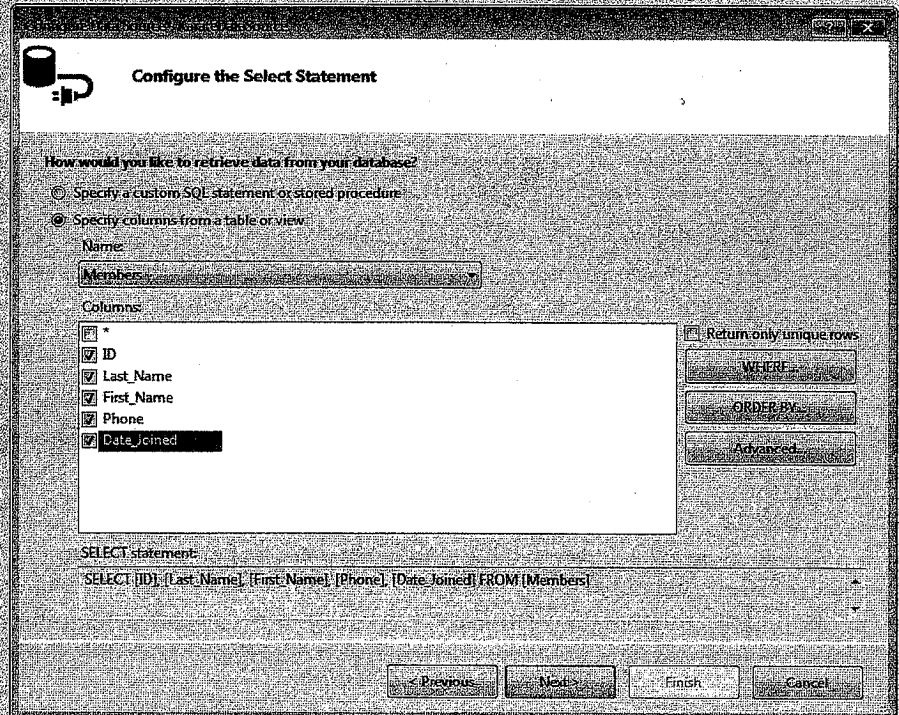 Configure the Select Statement
How would you like to retrieve data from your database?
Specify a custom SQL statement or stored procedure
Specify columns from a table or view
Name:
Members
Columns:
*
ID
Last_Name
First_Name
Phone
Date_Joined
Return only unique rows
WHERE...
ORDER BY...
Advanced...
SELECT statement:
SELECT [ID], [Last_Name], [First_Name], [Phone], [Date_Joined] FROM [Members]
< Previous
Next >
Finish
Cancel